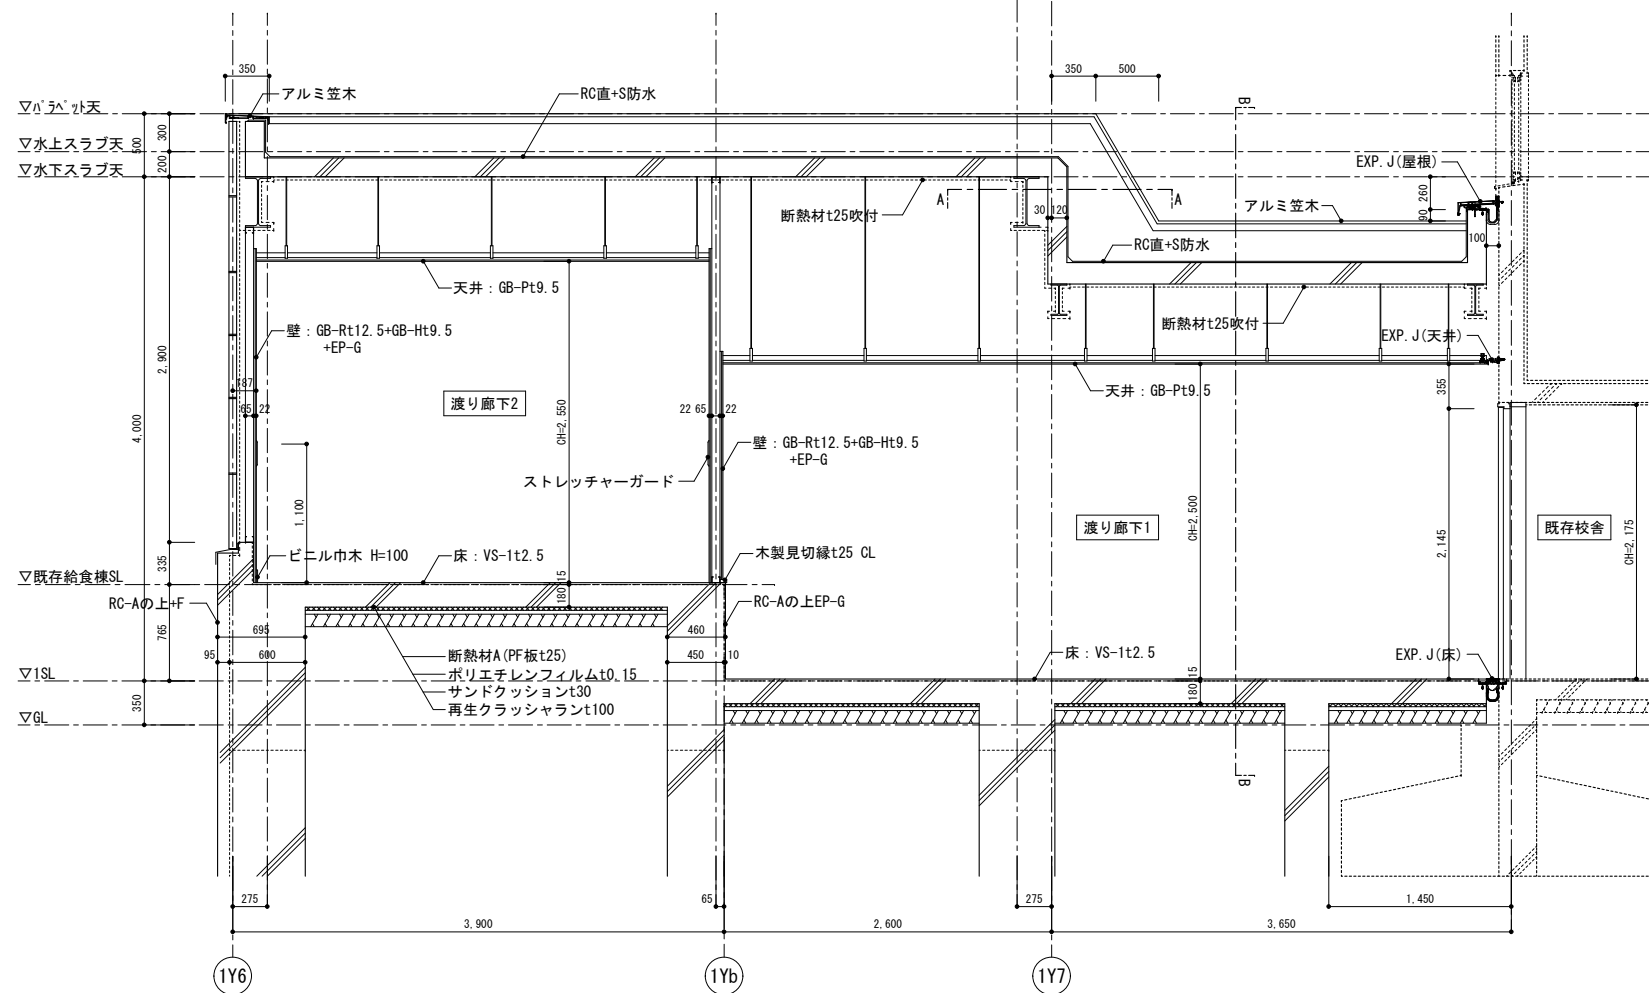 350
350
500
アルミ笠木
RC直+S防水
B
▽パラペット天
▽水上スラブ天
▽水下スラブ天
500
300
200
EXP.J(屋根)
A
A
260
90
断熱材t25吹付
30
120
アルミ笠木
100
RC直+S防水
天井：GB-Pt9.5
断熱材t25吹付
EXP.J(天井)
壁：GB-Rt12.5+GB-Ht9.5
+EP-G
2,900
4,000
187
65
22
渡り廊下2
CH=2,550
22
65
22
天井：GB-Pt9.5
355
壁：GB-Rt12.5+GB-Ht9.5
+EP-G
ストレッチャーガード
1,100
渡り廊下1
CH=2,500
2,145
既存校舎
CH=2,175
ビニル巾木 H=100
床：VS-1t2.5
木製見切縁t25 CL
335
▽既存給食棟SL
15
180
RC-Aの上+F
RC-Aの上EP-G
765
695
460
95
600
450
10
断熱材A(PF板t25)
ポリエチレンフィルムt0.15
サンドクッションt30
再生クラッシャランt100
床：VS-1t2.5
EXP.J(床)
▽1SL
15
180
350
▽GL
B
275
65
275
1,450
3,900
2,600
3,650
1Y6
1Yb
1Y7